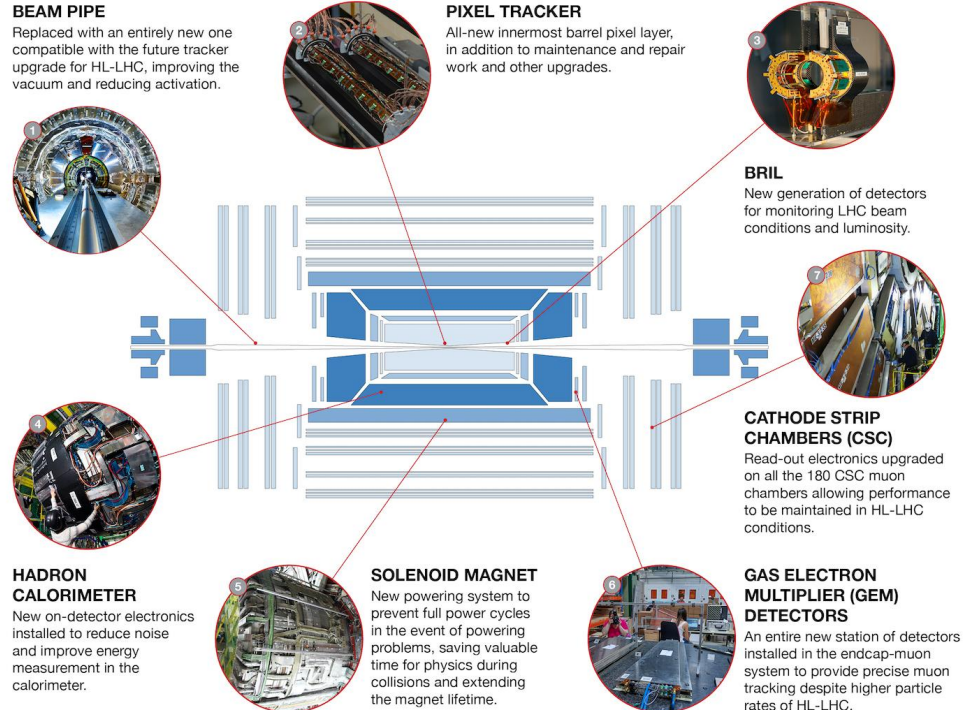 BEAM PIPE
Replaced with an entirely new one
compatible with the future tracker
upgrade for HL-LHC, improving the
vacuum and reducing activation.
1
2
PIXEL TRACKER
All-new innermost barrel pixel layer,
in addition to maintenance and repair
work and other upgrades.
3
BRIL
New generation of detectors
for monitoring LHC beam
conditions and luminosity.
7
CATHODE STRIP
CHAMBERS (CSC)
Read-out electronics upgraded
on all the 180 CSC muon
chambers allowing performance
to be maintained in HL-LHC
conditions.
4
HADRON
CALORIMETER
New on-detector electronics
installed to reduce noise
and improve energy
measurement in the
calorimeter.
5
SOLENOID MAGNET
New powering system to
prevent full power cycles
in the event of powering
problems, saving valuable
time for physics during
collisions and extending
the magnet lifetime.
6
GAS ELECTRON
MULTIPLIER (GEM)
DETECTORS
An entire new station of detectors
installed in the endcap-muon
system to provide precise muon
tracking despite higher particle
rates of HL-LHC.